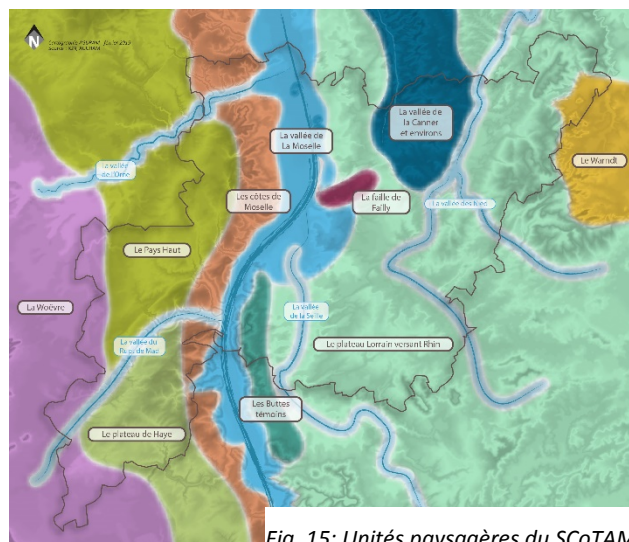 N
La vallée de
la Canner
et environs
La vallée de
La Moselle
Le Warndt
La vallée
de l'Orne
Les côtes de
Moselle
La faille de
Failly
La vallée des Nied
Le Pays Haut
La Woëvre
La vallée
de la Seille
La vallée du
Rupt de Mad
Le plateau Lorrain versant Rhin
Les Buttes
témoins
Le plateau de Haye
Fig. 15: Unités paysagères du SCoTAM